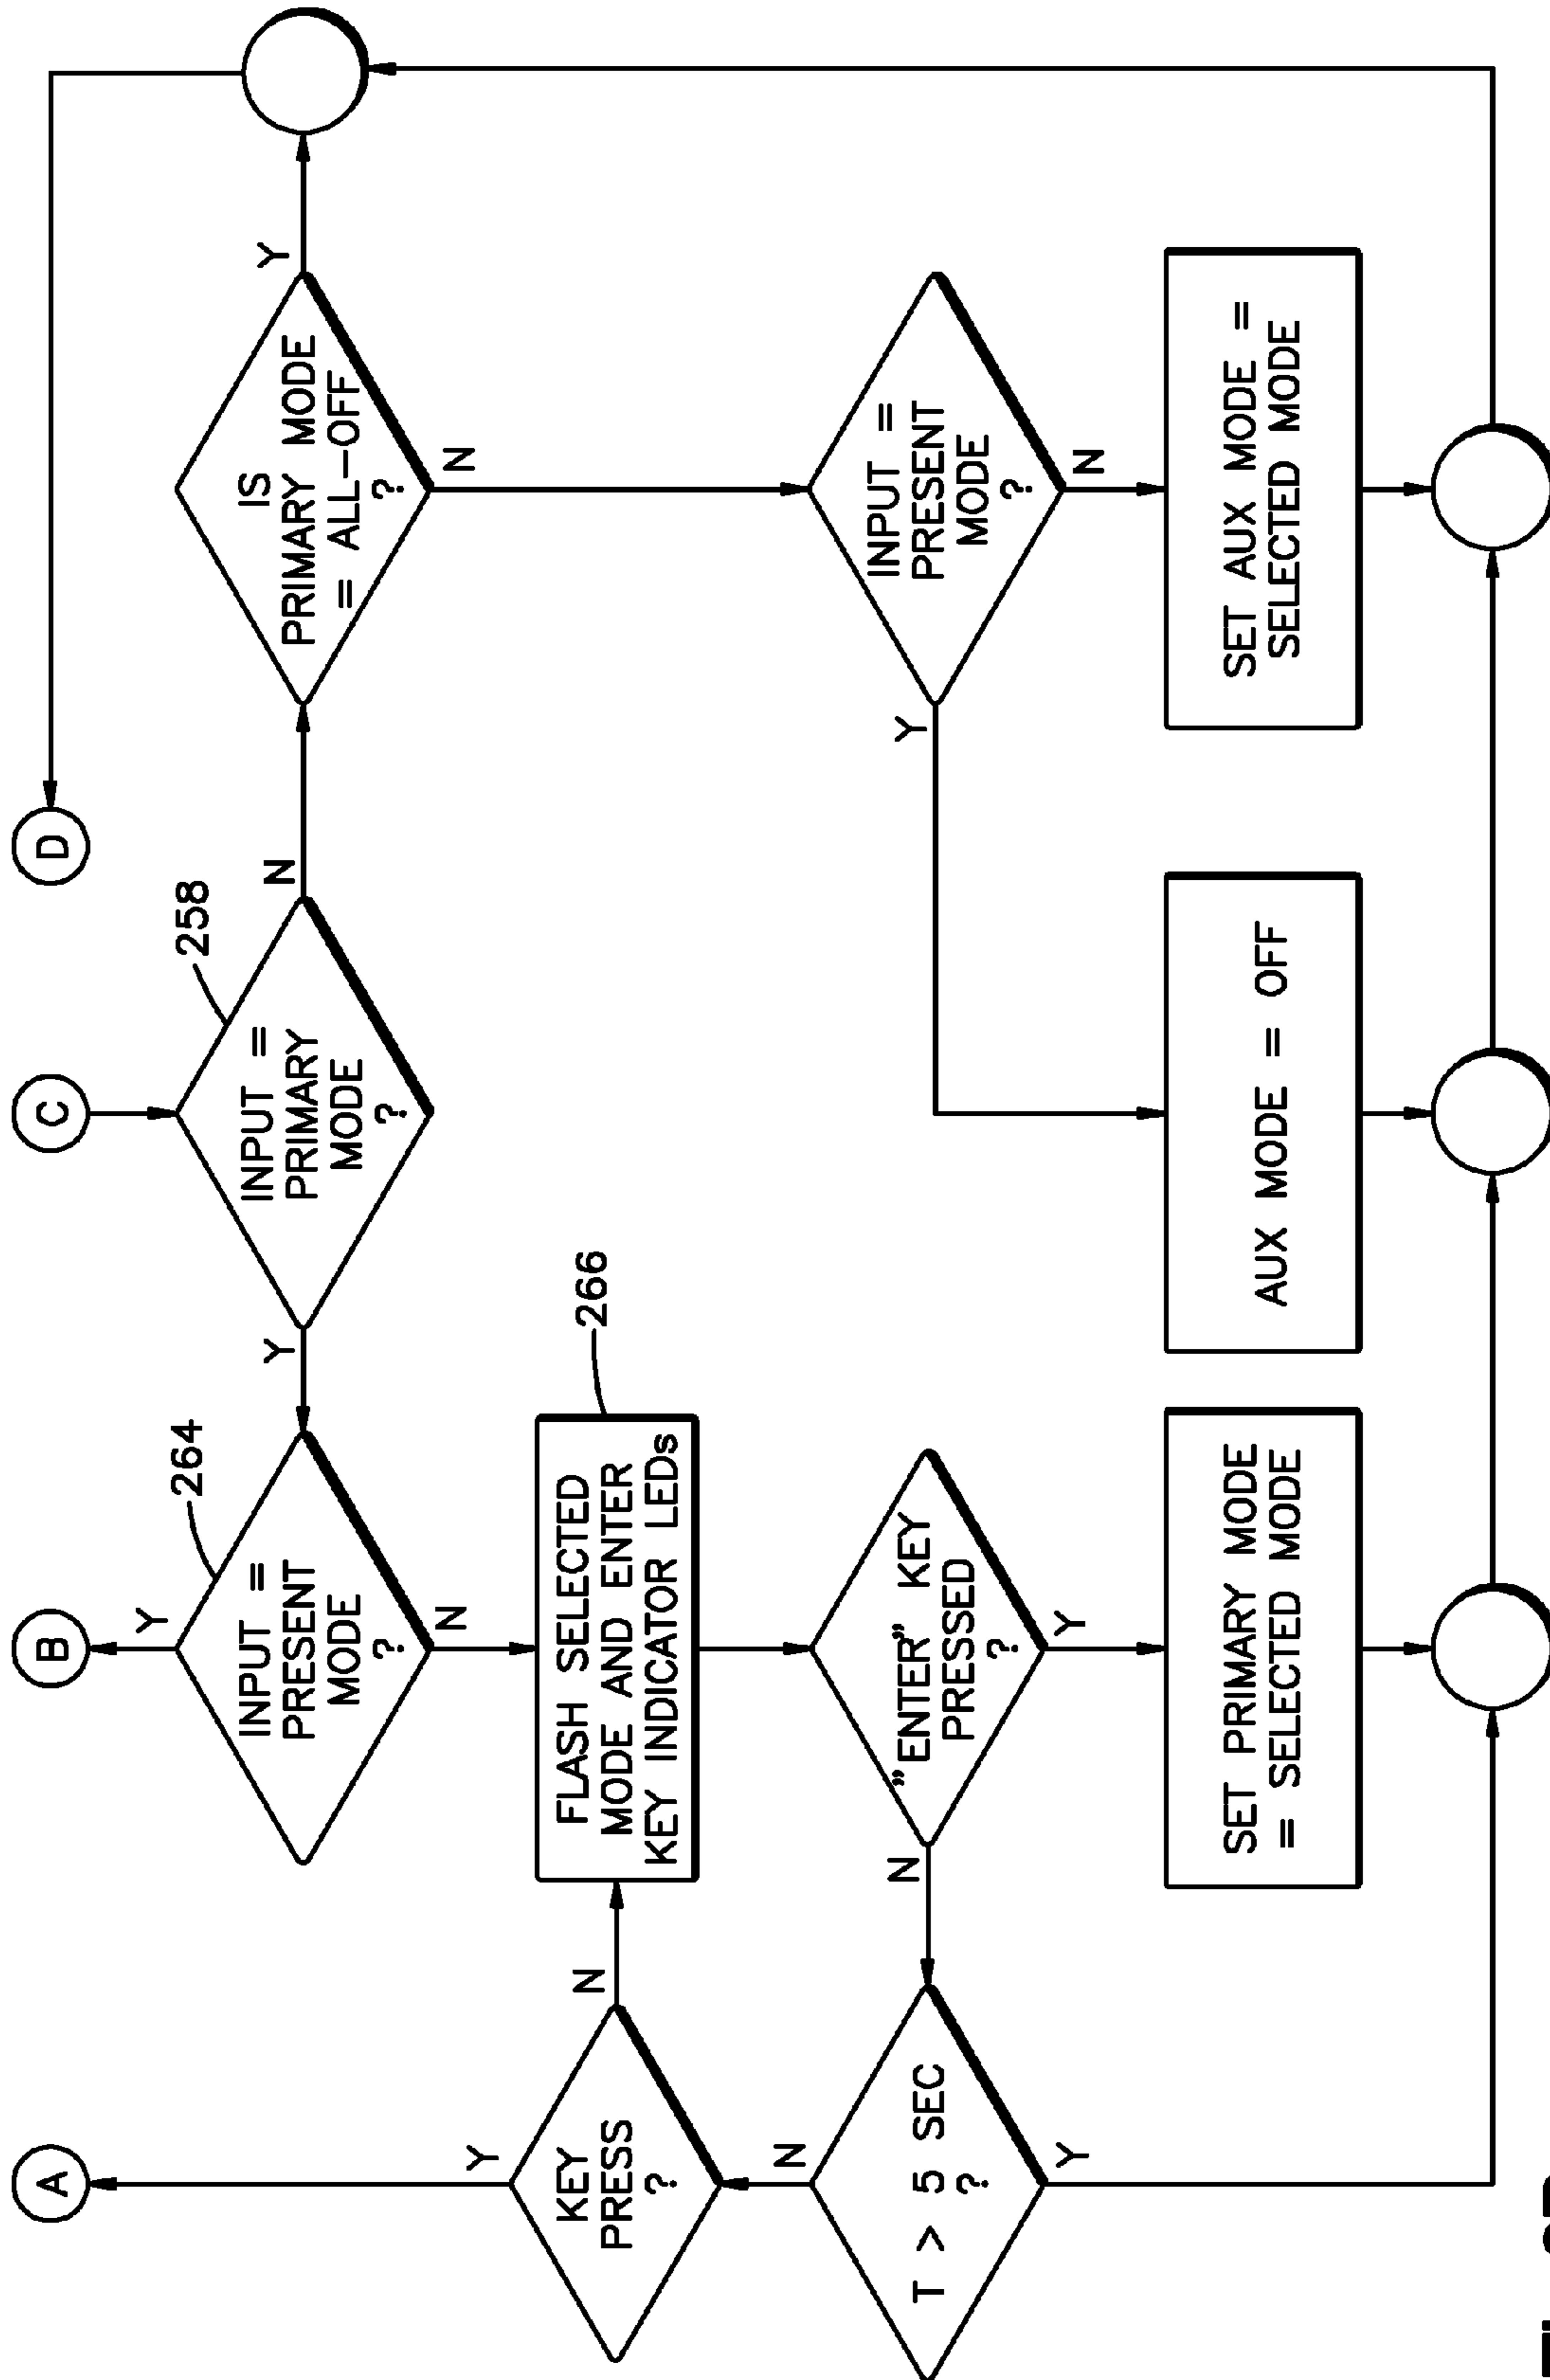 A
B
C
D
KEY
PRESS
?
Y
N
T > 5 SEC
?
N
Y
INPUT =
PRESENT
MODE
?
264
Y
N
FLASH SELECTED
MODE AND ENTER
KEY INDICATOR LEDs
266
"ENTER" KEY
PRESSED
?
N
Y
SET PRIMARY MODE
= SELECTED MODE
INPUT =
PRIMARY
MODE
?
258
Y
N
AUX MODE = OFF
IS
PRIMARY MODE
= ALL-OFF
?
Y
N
INPUT =
PRESENT
MODE
?
Y
N
SET AUX MODE =
SELECTED MODE